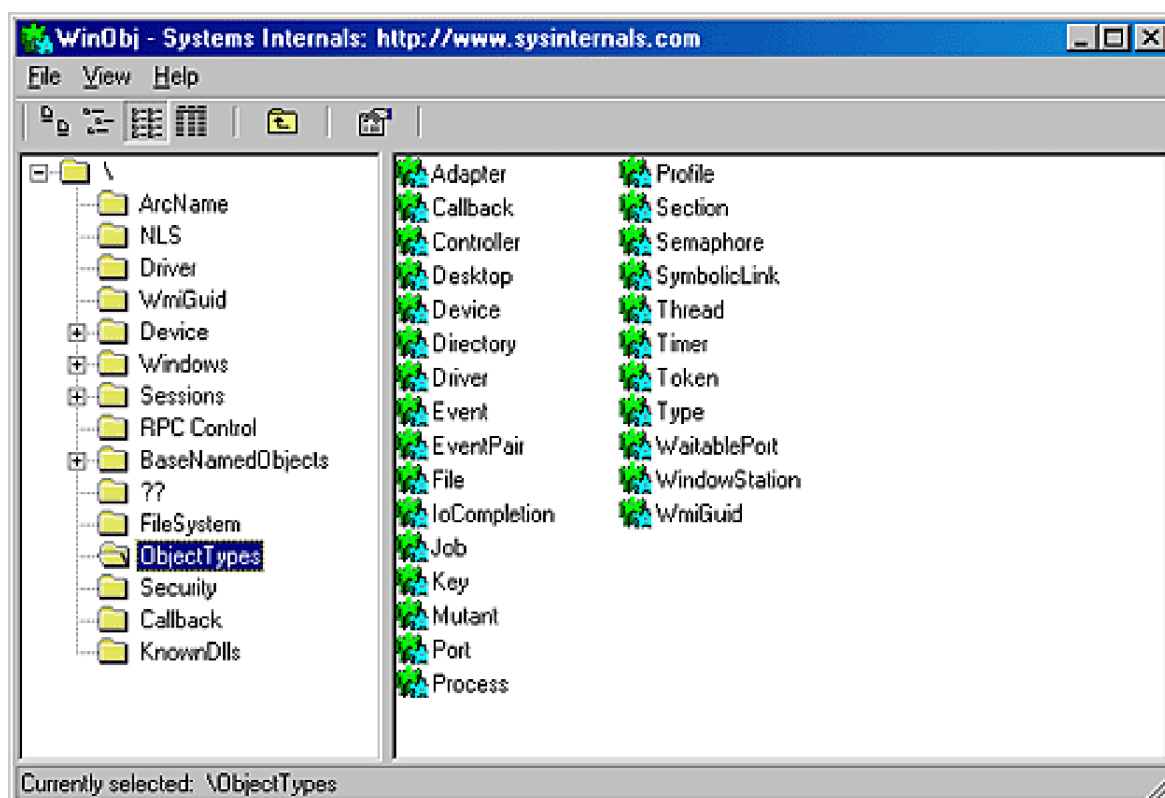 WinObj - Systems Internals: http://www.sysinternals.com
File View Help
\
ArcName
NLS
Driver
WmiGuid
Device
Windows
Sessions
RPC Control
BaseNamedObjects
??
FileSystem
ObjectTypes
Security
Callback
KnownDlls
Adapter
Callback
Controller
Desktop
Device
Directory
Driver
Event
EventPair
File
IoCompletion
Job
Key
Mutant
Port
Process
Profile
Section
Semaphore
SymbolicLink
Thread
Timer
Token
Type
WaitablePort
WindowStation
WmiGuid
Currently selected: \ObjectTypes